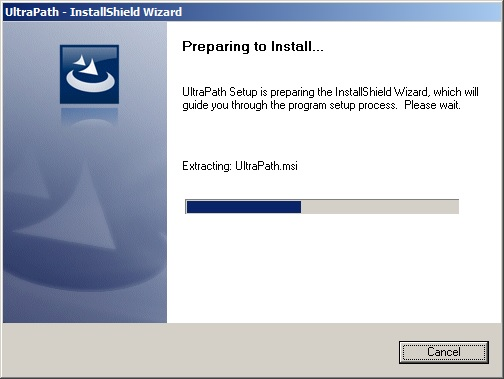 UltraPath - InstallShield Wizard
Preparing to Install...
UltraPath Setup is preparing the InstallShield Wizard, which will
guide you through the program setup process.  Please wait.
Extracting: UltraPath.msi
Cancel